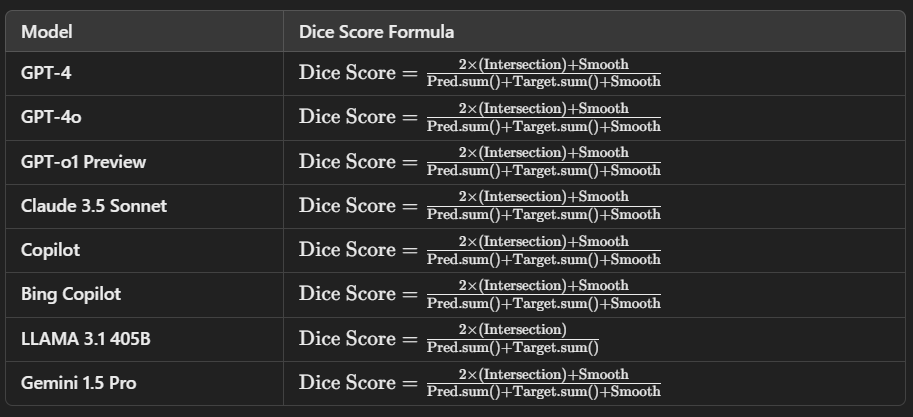 Model Dice Score Formula
GPT-4 Dice Score = 2×(Intersection)+Smooth / Pred.sum()+Target.sum()+Smooth
GPT-4o Dice Score = 2×(Intersection)+Smooth / Pred.sum()+Target.sum()+Smooth
GPT-o1 Preview Dice Score = 2×(Intersection)+Smooth / Pred.sum()+Target.sum()+Smooth
Claude 3.5 Sonnet Dice Score = 2×(Intersection)+Smooth / Pred.sum()+Target.sum()+Smooth
Copilot Dice Score = 2×(Intersection)+Smooth / Pred.sum()+Target.sum()+Smooth
Bing Copilot Dice Score = 2×(Intersection)+Smooth / Pred.sum()+Target.sum()+Smooth
LLAMA 3.1 405B Dice Score = 2×(Intersection) / Pred.sum()+Target.sum()
Gemini 1.5 Pro Dice Score = 2×(Intersection)+Smooth / Pred.sum()+Target.sum()+Smooth